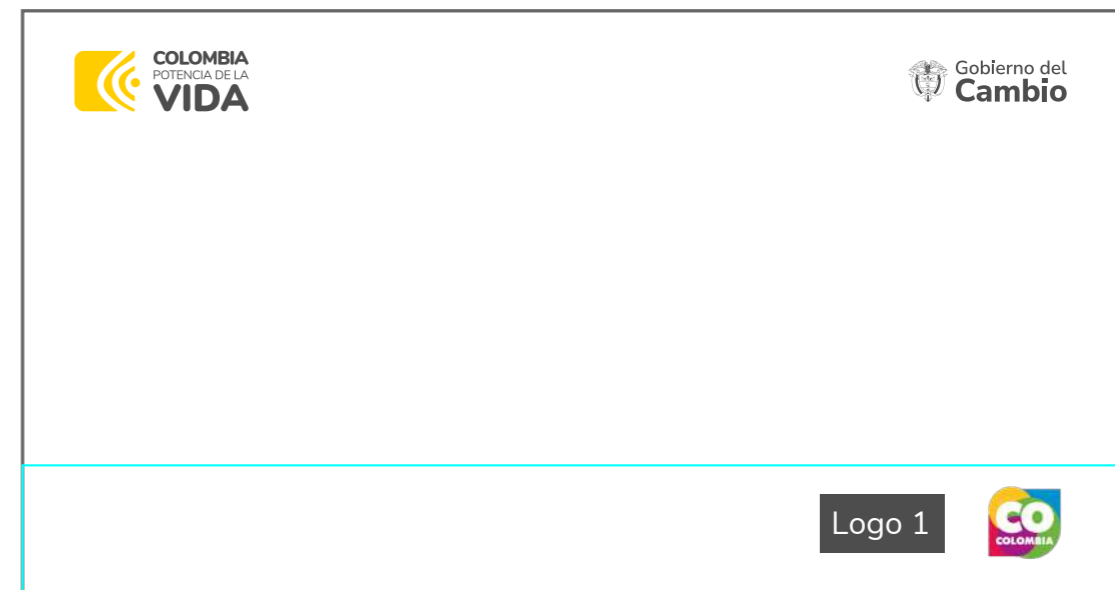 COLOMBIA
POTENCIA DE LA
VIDA
Gobierno del
Cambio
Logo 1
CO
COLOMBIA